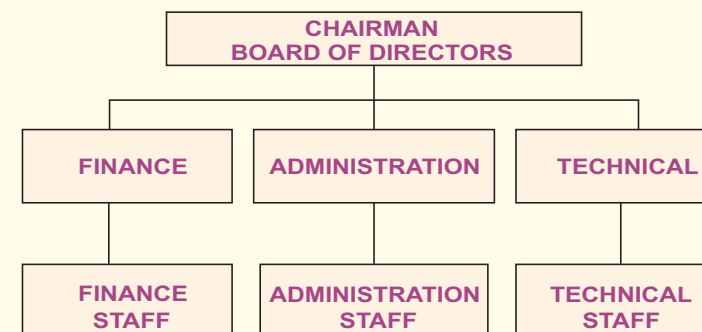 CHAIRMAN
BOARD OF DIRECTORS
FINANCE
ADMINISTRATION
TECHNICAL
FINANCE
STAFF
ADMINISTRATION
STAFF
TECHNICAL
STAFF